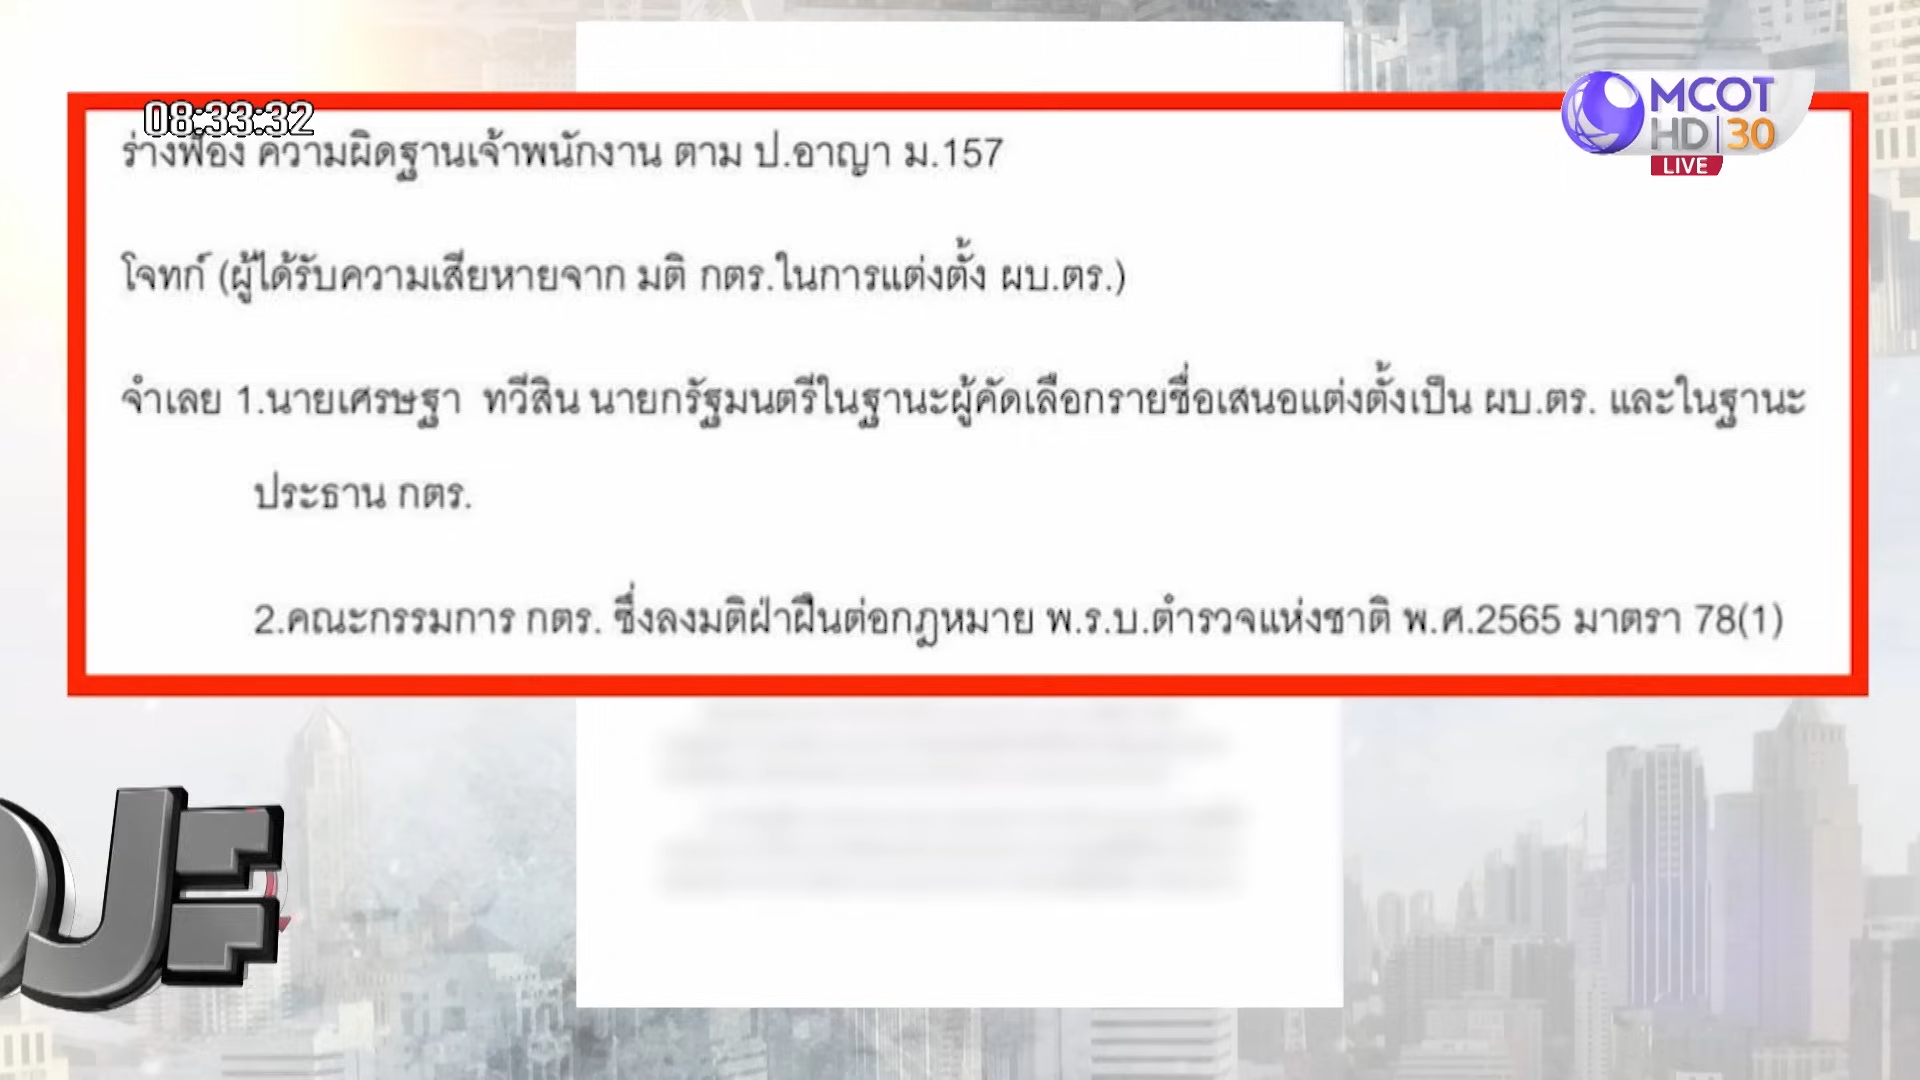 08:33:32
MCOT
HD 30
LIVE
ร่างฟ้อง ความผิดฐานเจ้าพนักงาน ตาม ป.อาญา ม.157
โจทก์ (ผู้ได้รับความเสียหายจาก มติ กตร.ในการแต่งตั้ง ผบ.ตร.)
จำเลย 1.นายเศรษฐา ทวีสิน นายกรัฐมนตรีในฐานะผู้คัดเลือกรายชื่อเสนอแต่งตั้งเป็น ผบ.ตร. และในฐานะ
ประธาน กตร.
2.คณะกรรมการ กตร. ซึ่งลงมติฝ่าฝืนต่อกฎหมาย พ.ร.บ.ตำรวจแห่งชาติ พ.ศ.2565 มาตรา 78(1)